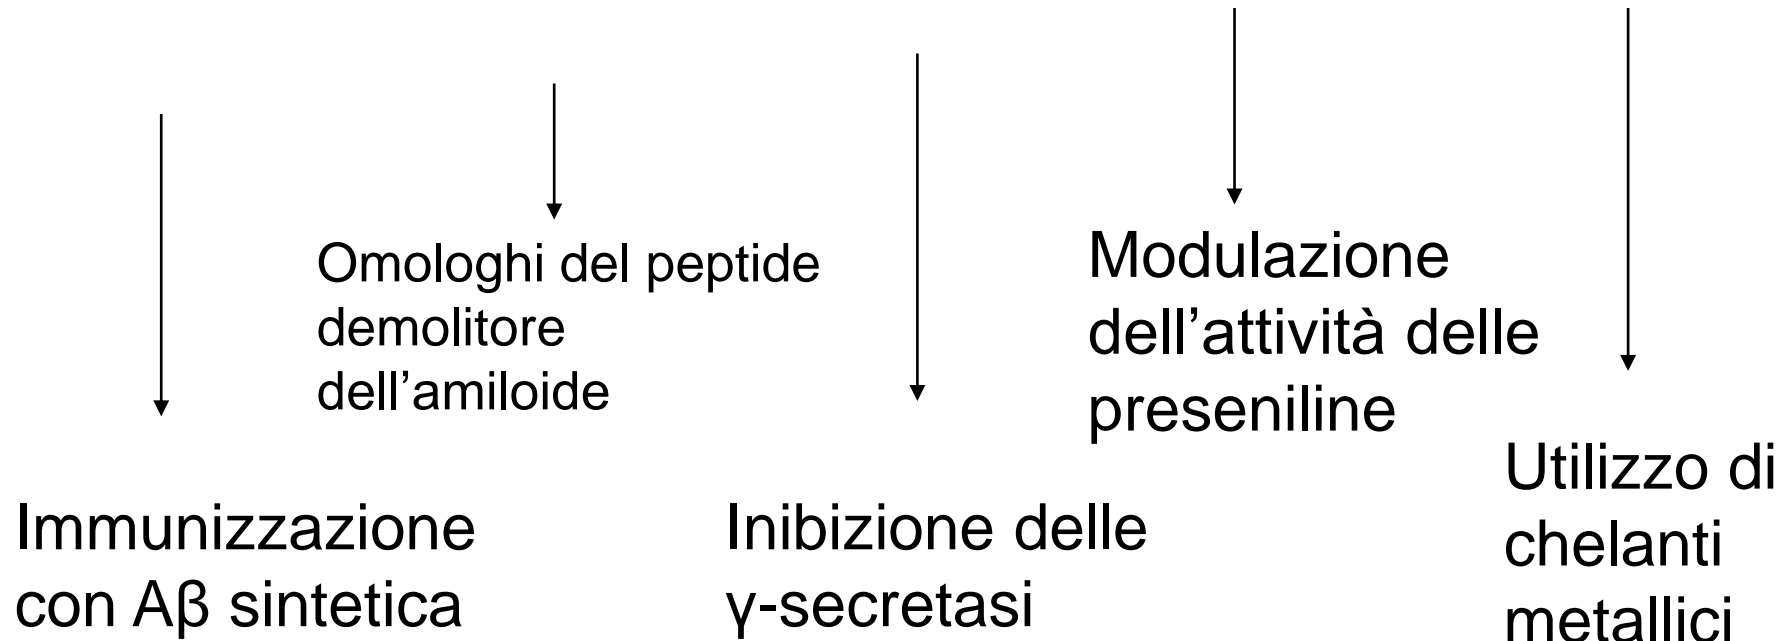 Omologhi del peptide
demolitore
dell’amiloide
Modulazione
dell’attività delle
preseniline
Immunizzazione
con Aβ sintetica
Inibizione delle
γ-secretasi
Utilizzo di
chelanti
metallici